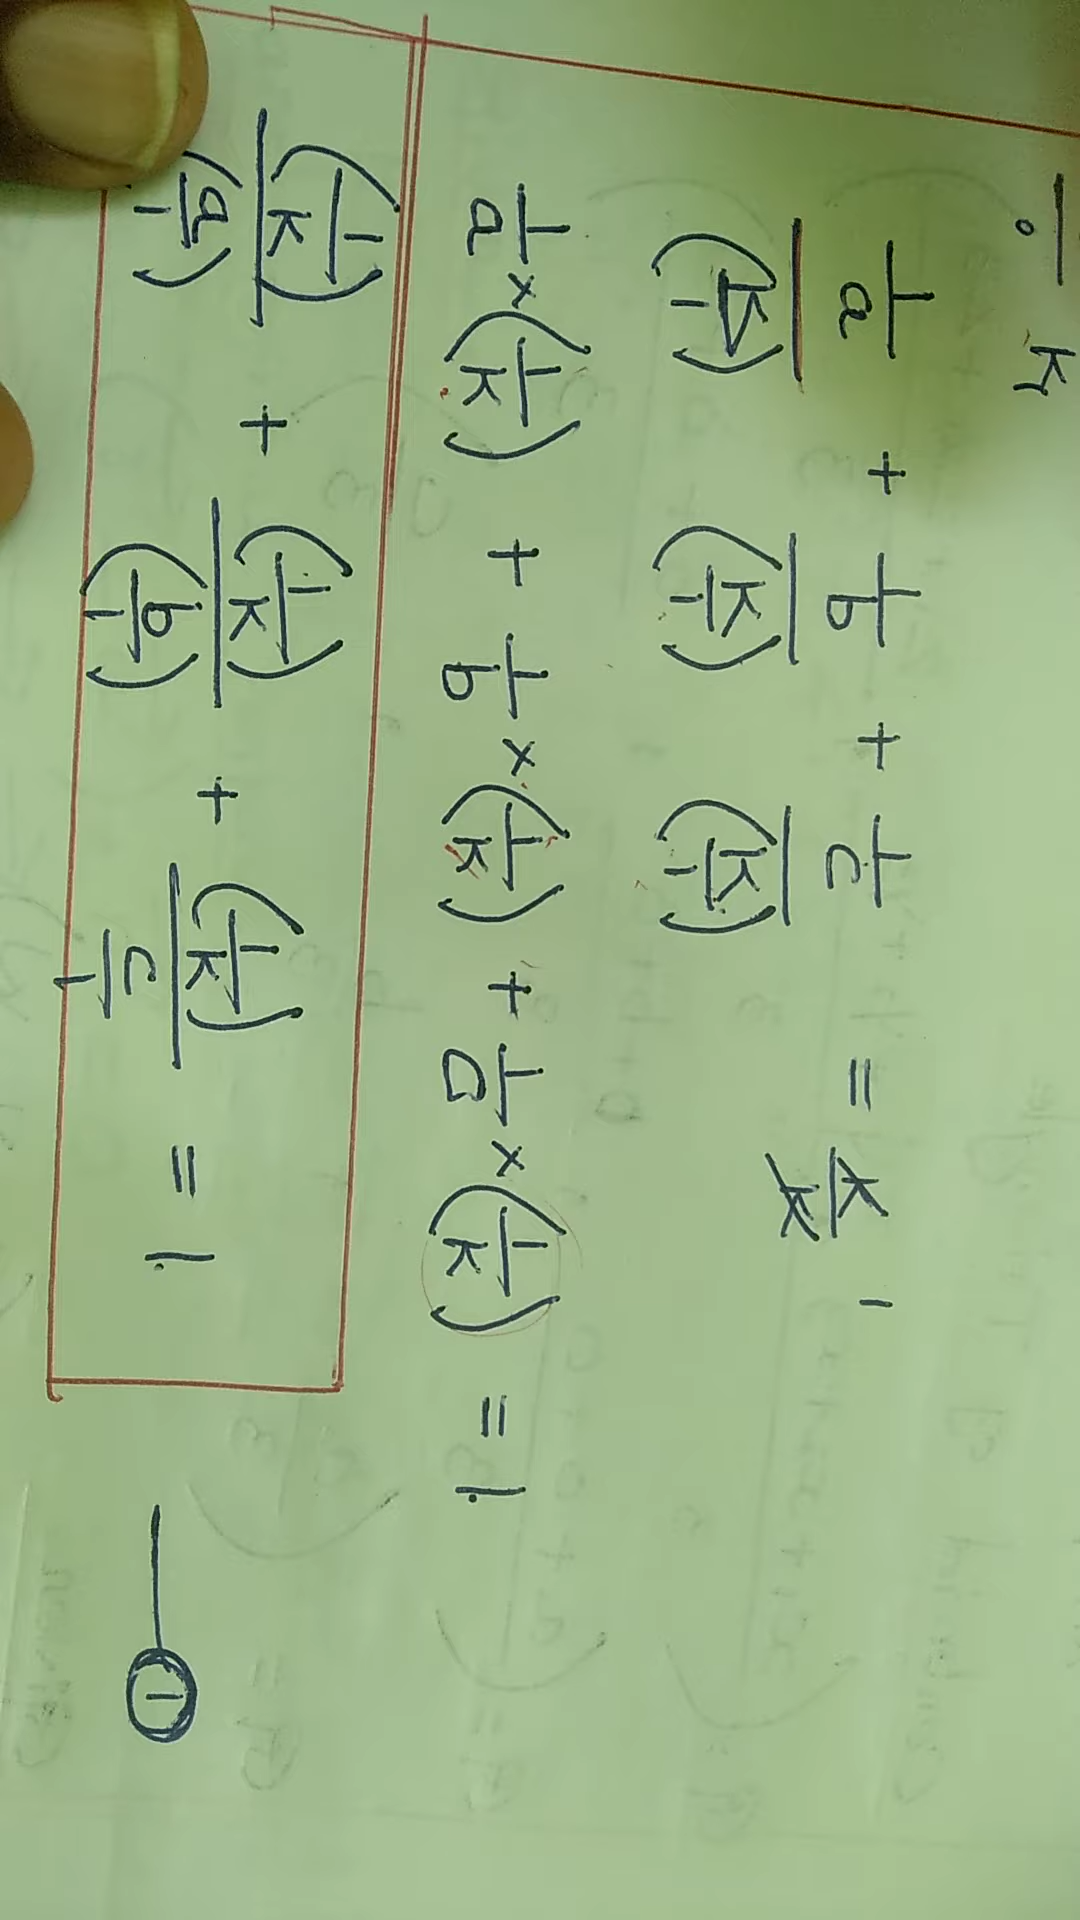 (1/a)/(K/1) + (1/b)/(K/1) + (1/c)/(K/1) = K/K 1
1/a × (1/K) + 1/b × (1/K) + 1/c × (1/K) = 1.
(1/K)/(a/1) + (1/K)/(b/1) + (1/K)/(c/1) = 1. — ①